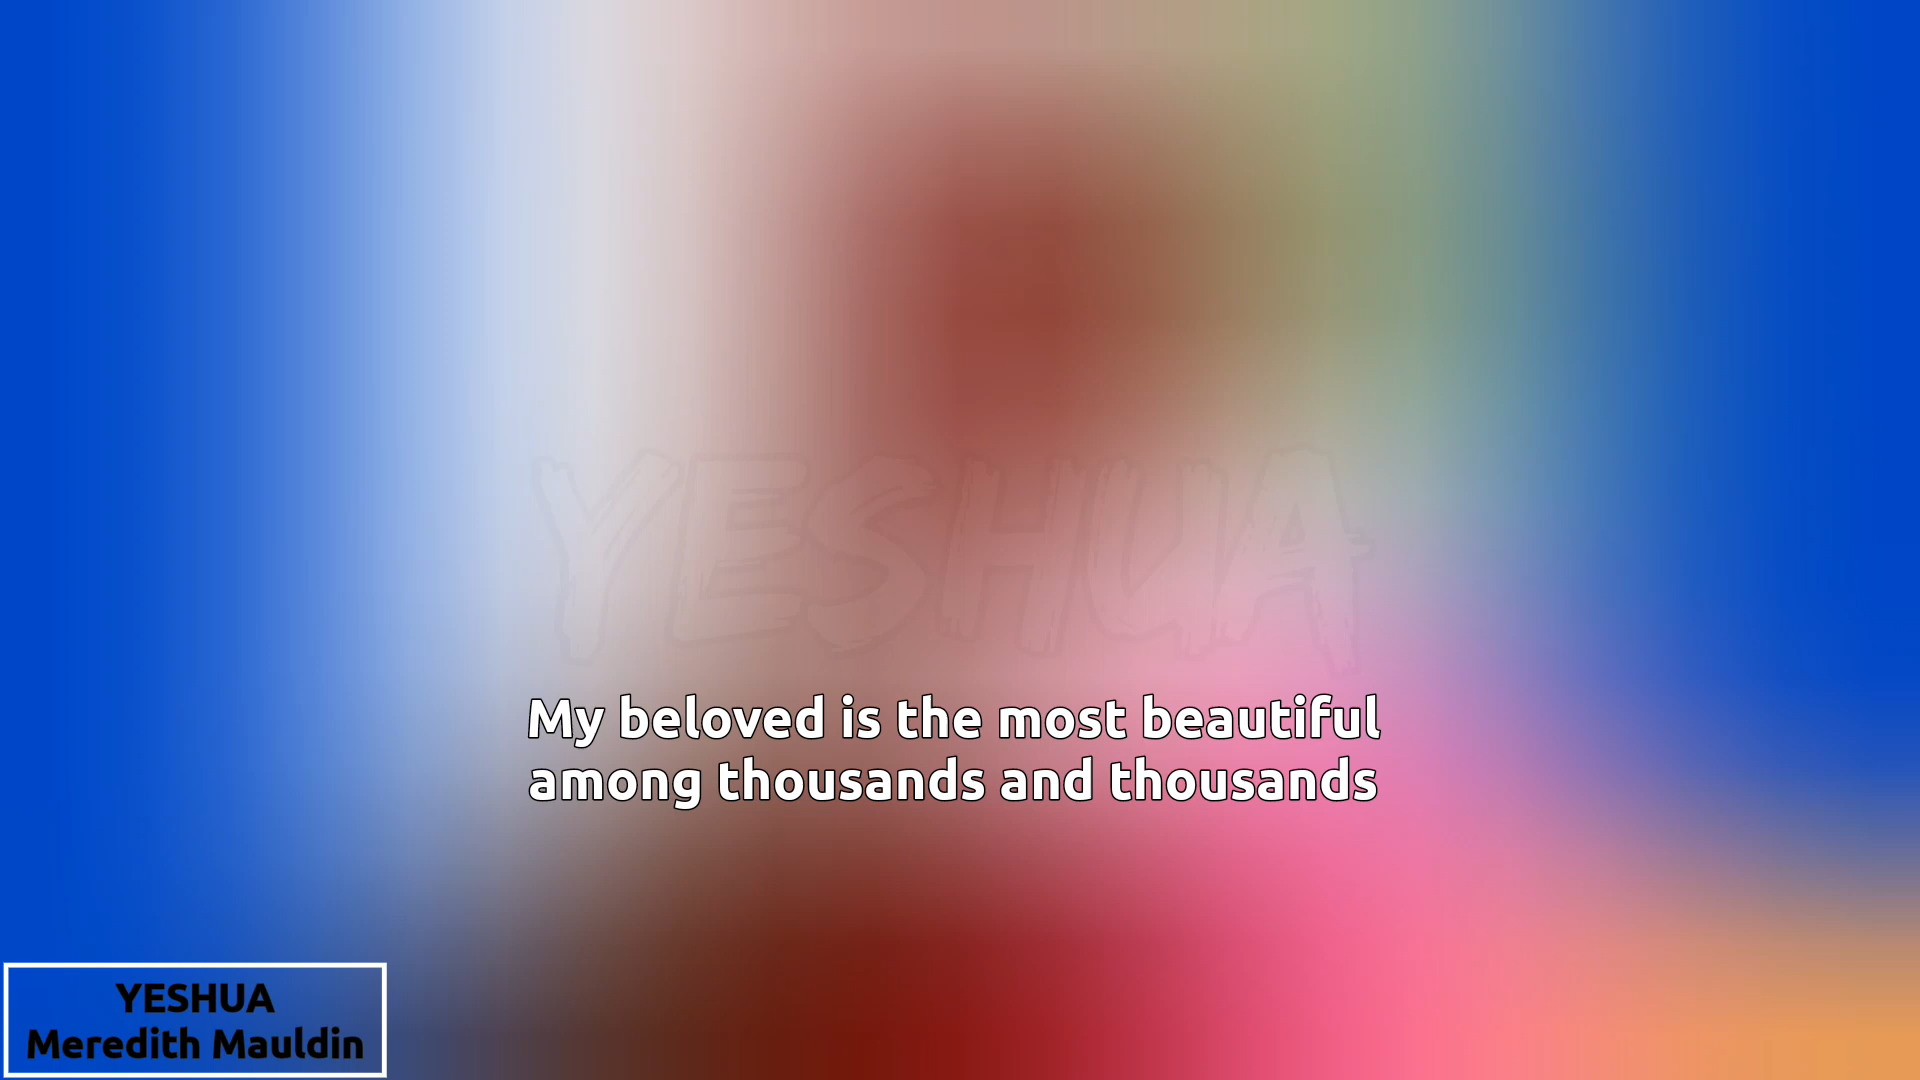 YESHUA
My beloved is the most beautiful
among thousands and thousands
YESHUA
Meredith Mauldin